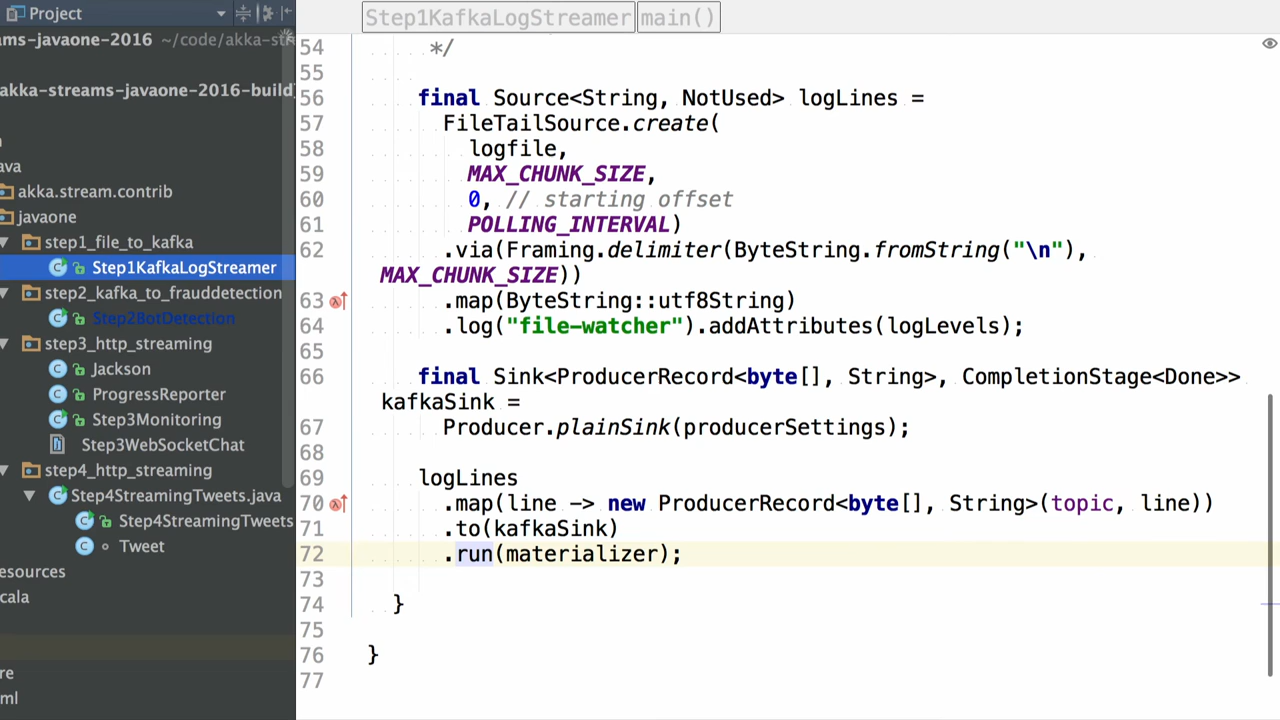 Project
ams-javaone-2016 ~/code/akka-str
akka-streams-javaone-2016-build
ava
akka.stream.contrib
javaone
step1_file_to_kafka
Step1KafkaLogStreamer
step2_kafka_to_frauddetection
Step2BotDetection
step3_http_streaming
Jackson
ProgressReporter
Step3Monitoring
Step3WebSocketChat
step4_http_streaming
Step4StreamingTweets.java
Step4StreamingTweets
Tweet
esources
cala
re
ml
Step1KafkaLogStreamer main()
54 */
55
56 final Source<String, NotUsed> logLines =
57 FileTailSource.create(
58 logfile,
59 MAX_CHUNK_SIZE,
60 0, // starting offset
61 POLLING_INTERVAL)
62 .via(Framing.delimiter(ByteString.fromString("\n"),
MAX_CHUNK_SIZE))
63 .map(ByteString::utf8String)
64 .log("file-watcher").addAttributes(logLevels);
65
66 final Sink<ProducerRecord<byte[], String>, CompletionStage<Done>>
kafkaSink =
67 Producer.plainSink(producerSettings);
68
69 logLines
70 .map(line -> new ProducerRecord<byte[], String>(topic, line))
71 .to(kafkaSink)
72 .run(materializer);
73
74 }
75
76 }
77